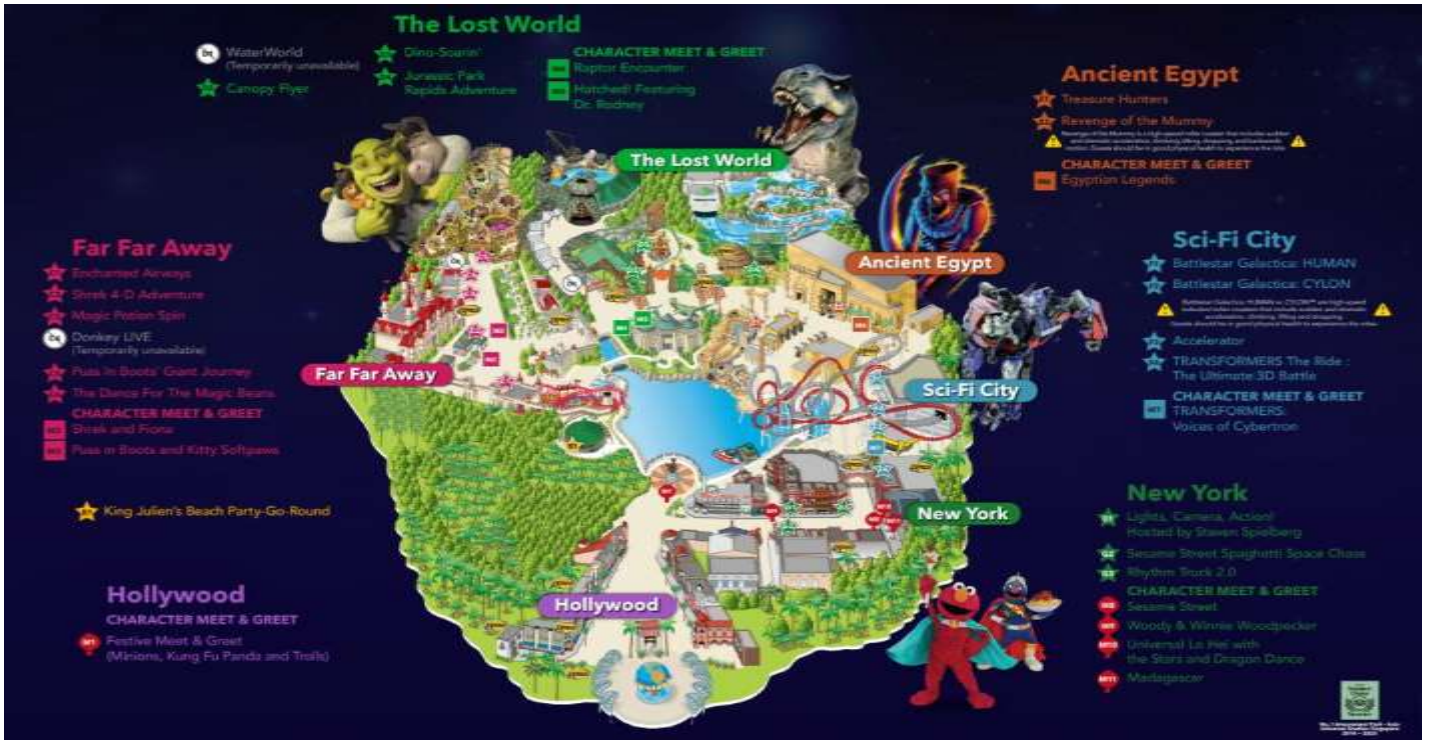 The Lost World
WaterWorld
(Temporarily unavailable)
Canopy Flyer
Dino-Soarin'
Jurassic Park
Rapids Adventure
CHARACTER MEET & GREET
Raptor Encounter
Hatched! Featuring
Dr. Rodney
Ancient Egypt
Treasure Hunters
Revenge of the Mummy
CHARACTER MEET & GREET
Egyptian Legends
The Lost World
Far Far Away
Enchanted Airways
Shrek 4-D Adventure
Magic Potion Spin
Donkey LIVE
(Temporarily unavailable)
Puss In Boots' Giant Journey
The Dance For The Magic Beans
CHARACTER MEET & GREET
Shrek and Fiona
Puss in Boots and Kitty Softpaws
Ancient Egypt
Sci-Fi City
Battlestar Galactica: HUMAN
Battlestar Galactica: CYLON
Accelerator
TRANSFORMERS The Ride :
The Ultimate 3D Battle
CHARACTER MEET & GREET
TRANSFORMERS:
Voices of Cybertron
Far Far Away
Sci-Fi City
King Julien's Beach Party-Go-Round
New York
New York
Lights, Camera, Action!
Hosted by Steven Spielberg
Sesame Street Spaghetti Space Chase
Rhythm Truck 2.0
CHARACTER MEET & GREET
Sesame Street
Woody & Winnie Woodpecker
Universal Lo Hei with
the Stars and Dragon Dance
M11 Madagascar
Hollywood
CHARACTER MEET & GREET
M1 Festive Meet & Greet
(Minions, Kung Fu Panda and Trolls)
Hollywood